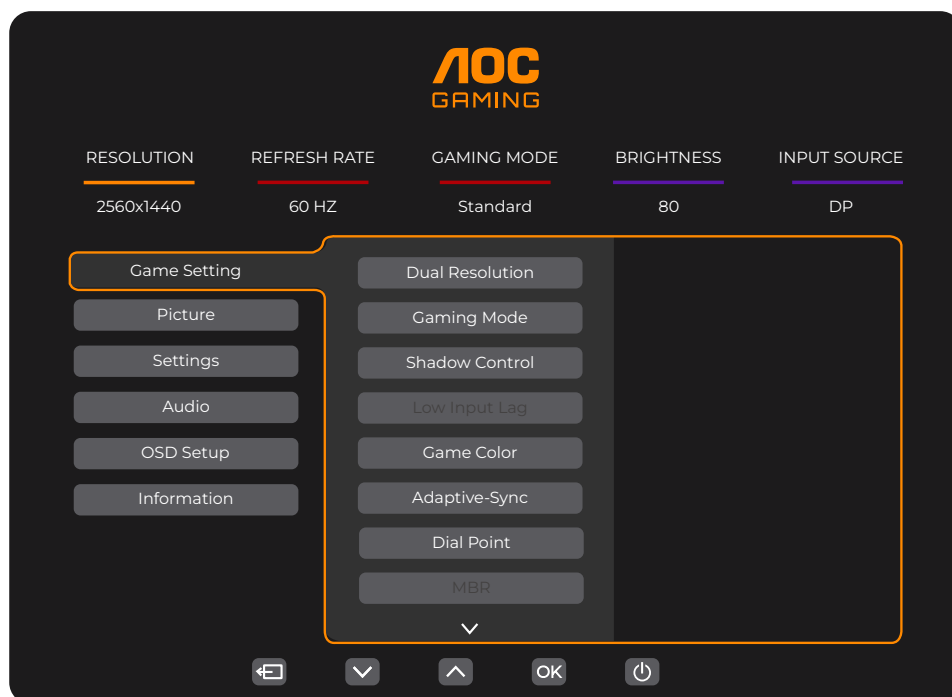 AOC
GAMING
RESOLUTION REFRESH RATE GAMING MODE BRIGHTNESS INPUT SOURCE
2560x1440 60 HZ Standard 80 DP
Game Setting
Picture
Settings
Audio
OSD Setup
Information
Dual Resolution
Gaming Mode
Shadow Control
Low Input Lag
Game Color
Adaptive-Sync
Dial Point
MBR
OK